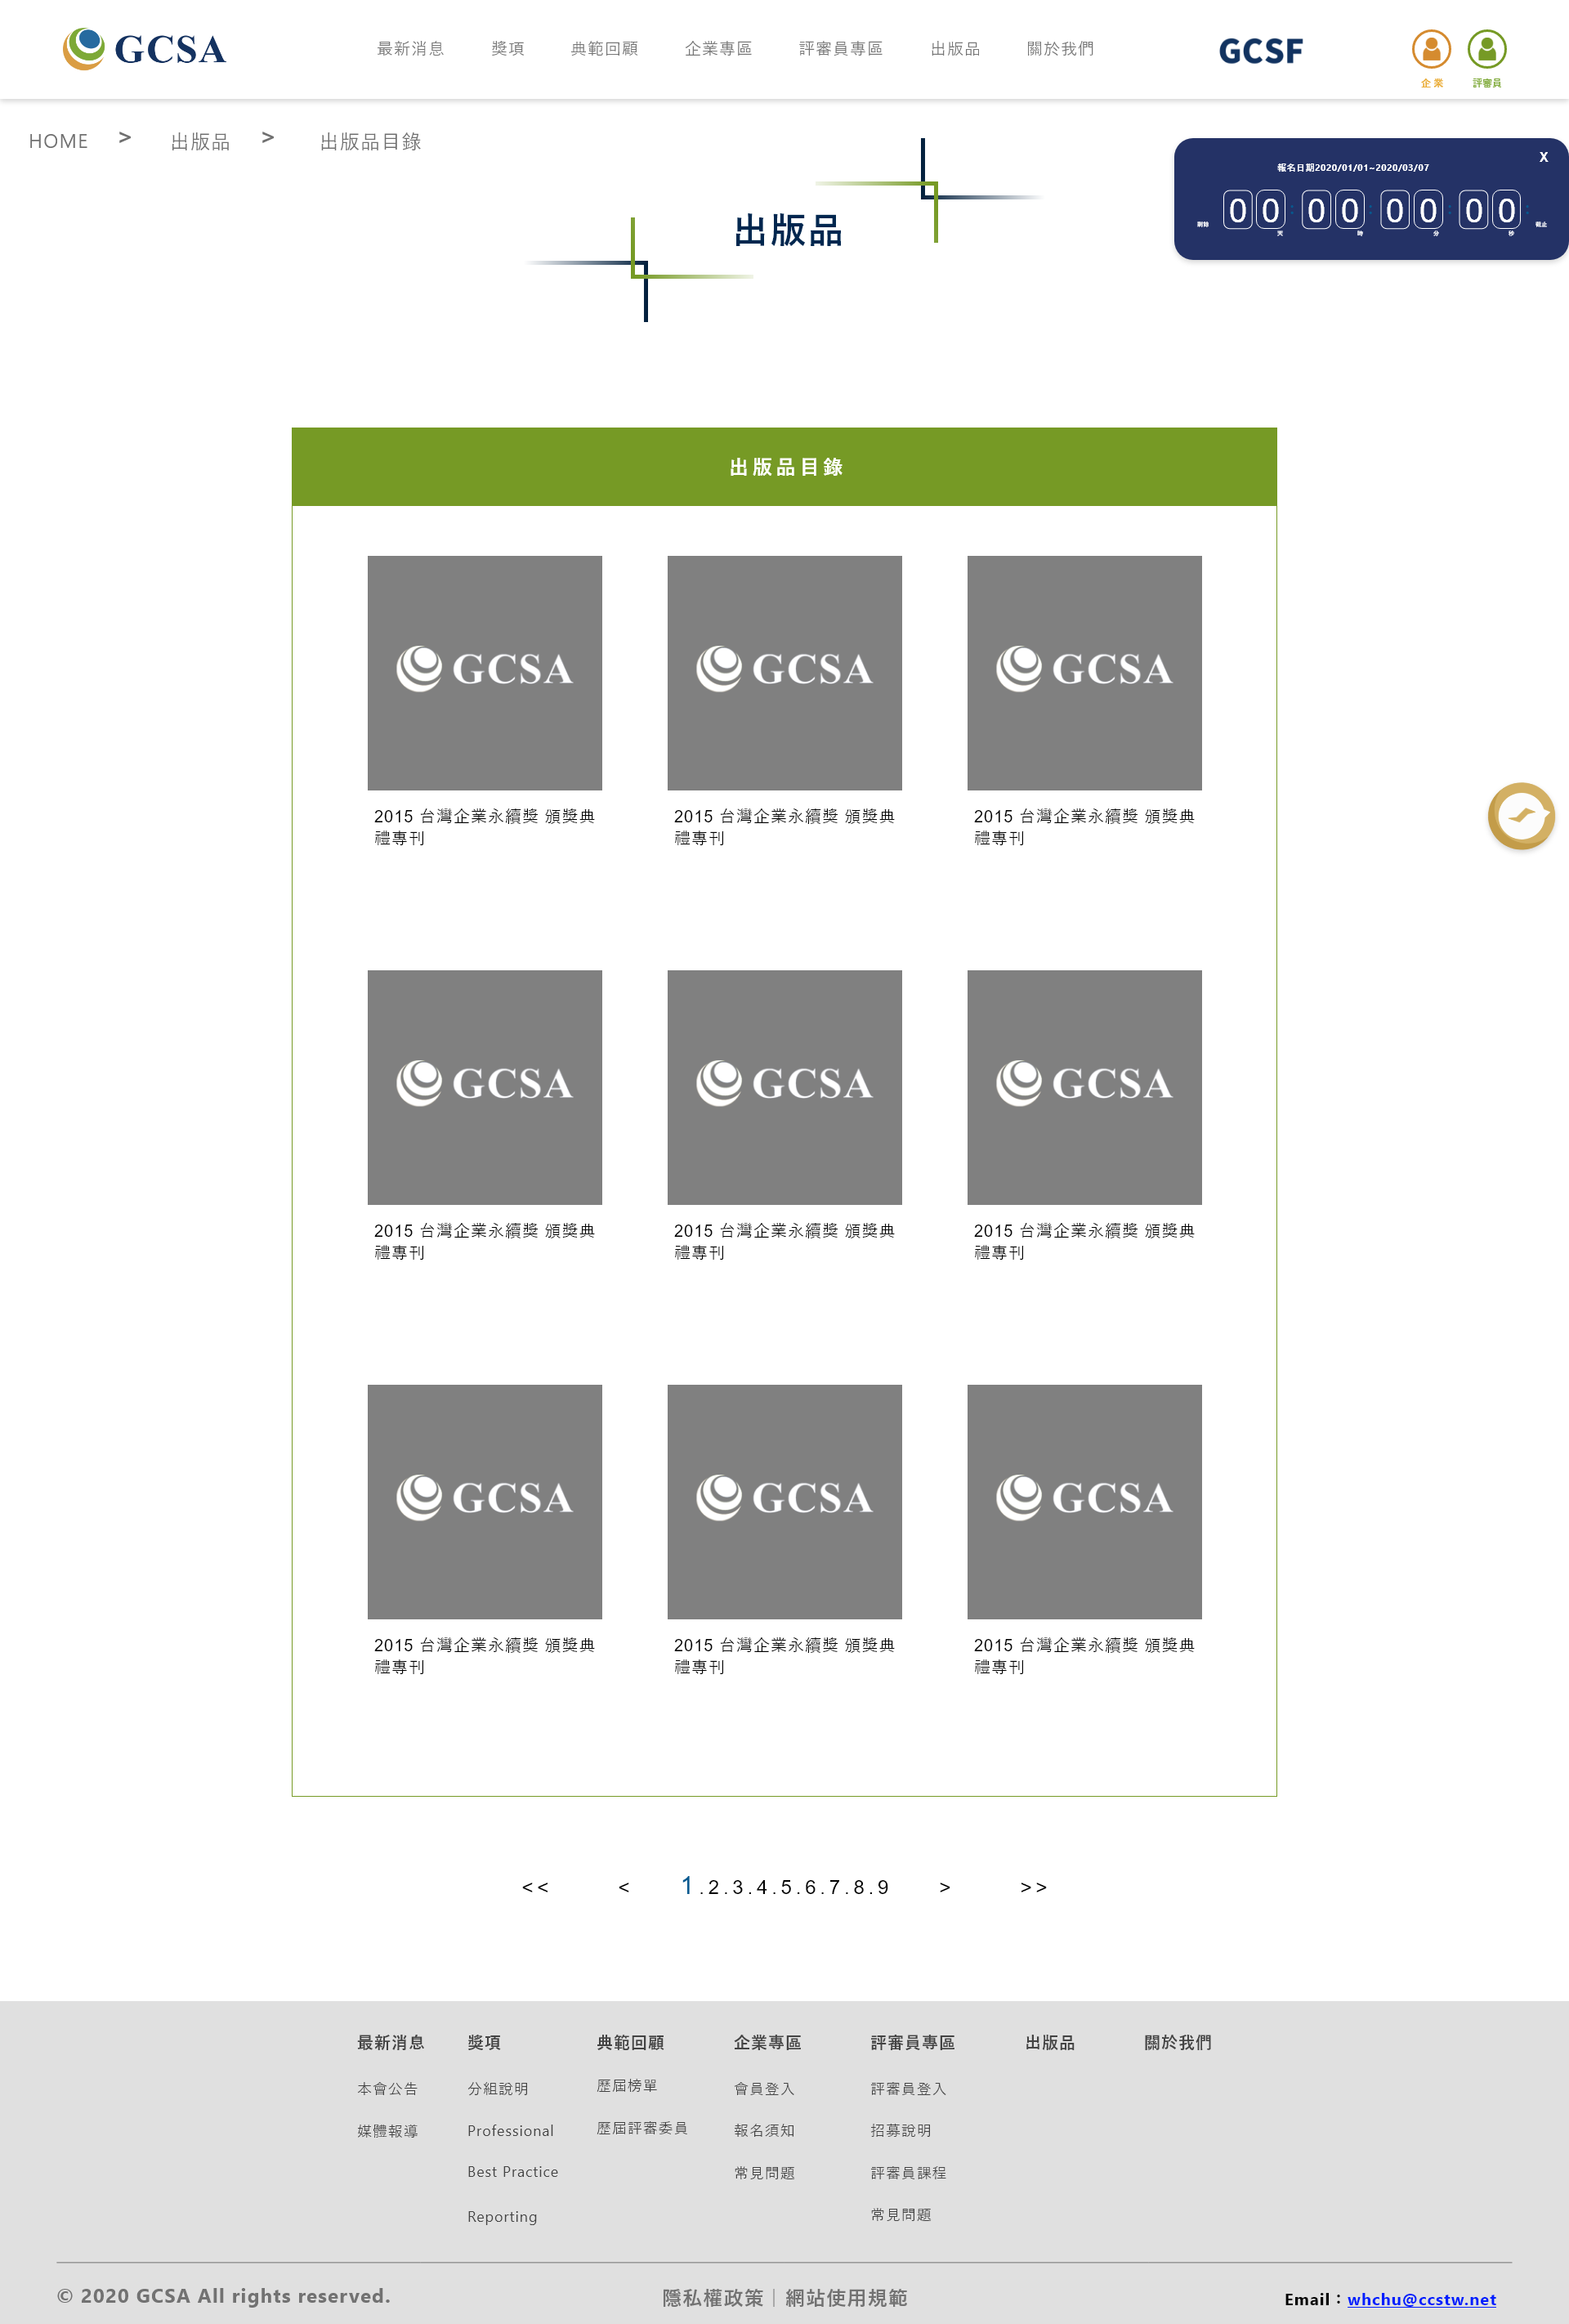 GCSA
最新消息 獎項 典範回顧 企業專區 評審員專區 出版品 關於我們
GCSF
企業 評審員
HOME > 出版品 > 出版品目錄
X
報名日期2020/01/01~2020/03/07
剩餘 00 : 00 : 00 : 00 : 截止
天 時 分 秒
出版品
出版品目錄
GCSA GCSA GCSA
2015 台灣企業永續獎 頒獎典 2015 台灣企業永續獎 頒獎典 2015 台灣企業永續獎 頒獎典
禮專刊 禮專刊 禮專刊
GCSA GCSA GCSA
2015 台灣企業永續獎 頒獎典 2015 台灣企業永續獎 頒獎典 2015 台灣企業永續獎 頒獎典
禮專刊 禮專刊 禮專刊
GCSA GCSA GCSA
2015 台灣企業永續獎 頒獎典 2015 台灣企業永續獎 頒獎典 2015 台灣企業永續獎 頒獎典
禮專刊 禮專刊 禮專刊
<< < 1.2.3.4.5.6.7.8.9 > >>
最新消息 獎項 典範回顧 企業專區 評審員專區 出版品 關於我們
本會公告 分組說明 歷屆榜單 會員登入 評審員登入
媒體報導 Professional 歷屆評審委員 報名須知 招募說明
Best Practice 常見問題 評審員課程
Reporting 常見問題
© 2020 GCSA All rights reserved. 隱私權政策｜網站使用規範 Email：whchu@ccstw.net